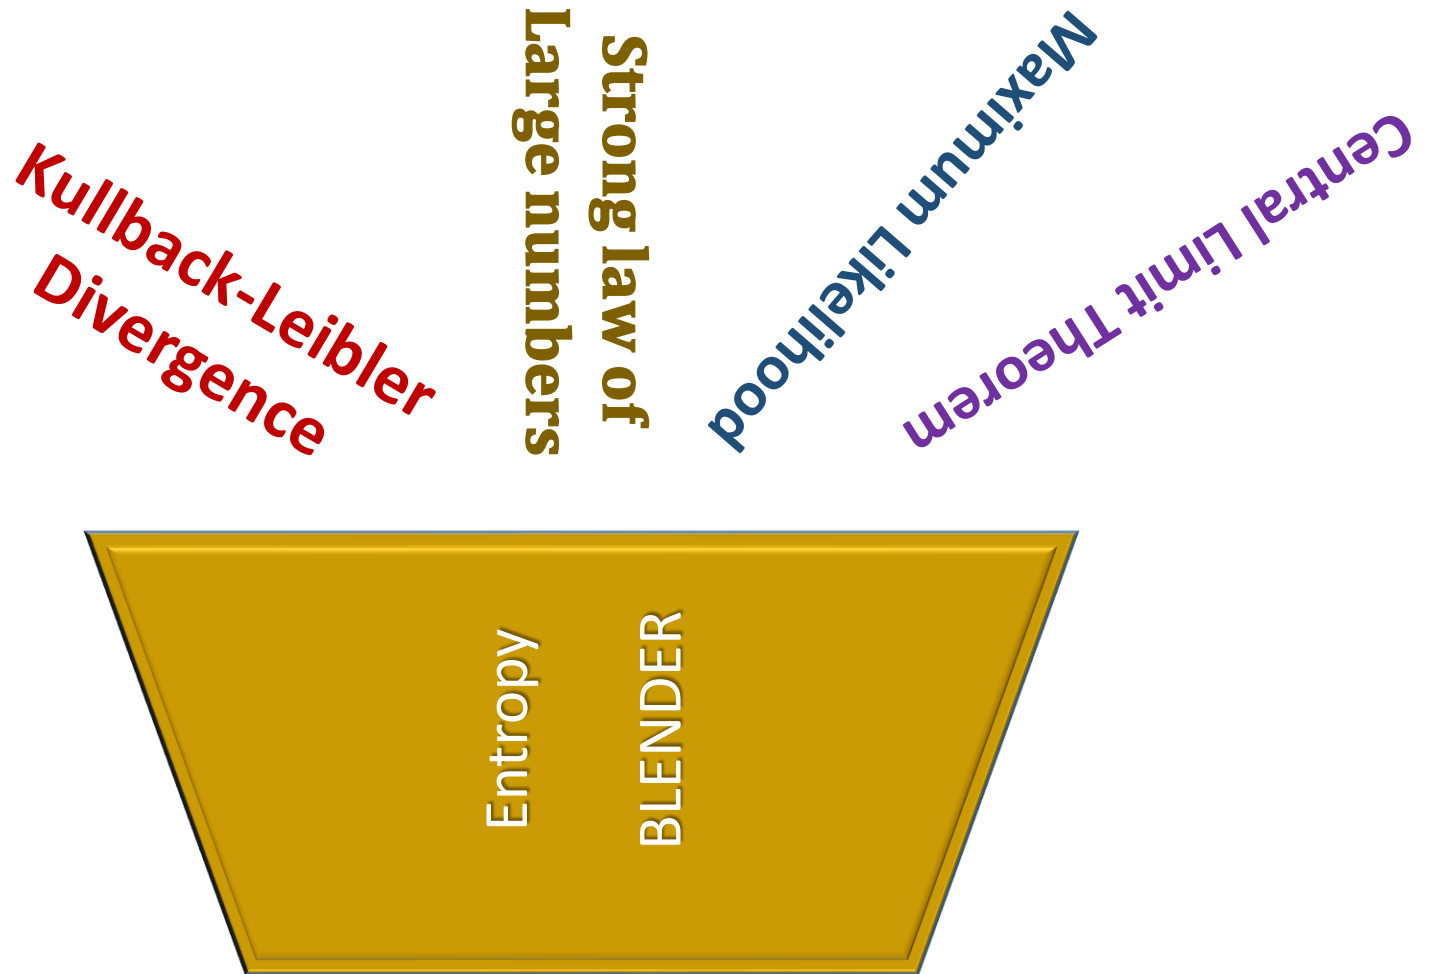 Kullback-Leibler
Divergence
Strong law of
Large numbers
Maximum Likelihood
Central Limit Theorem
Entropy
BLENDER